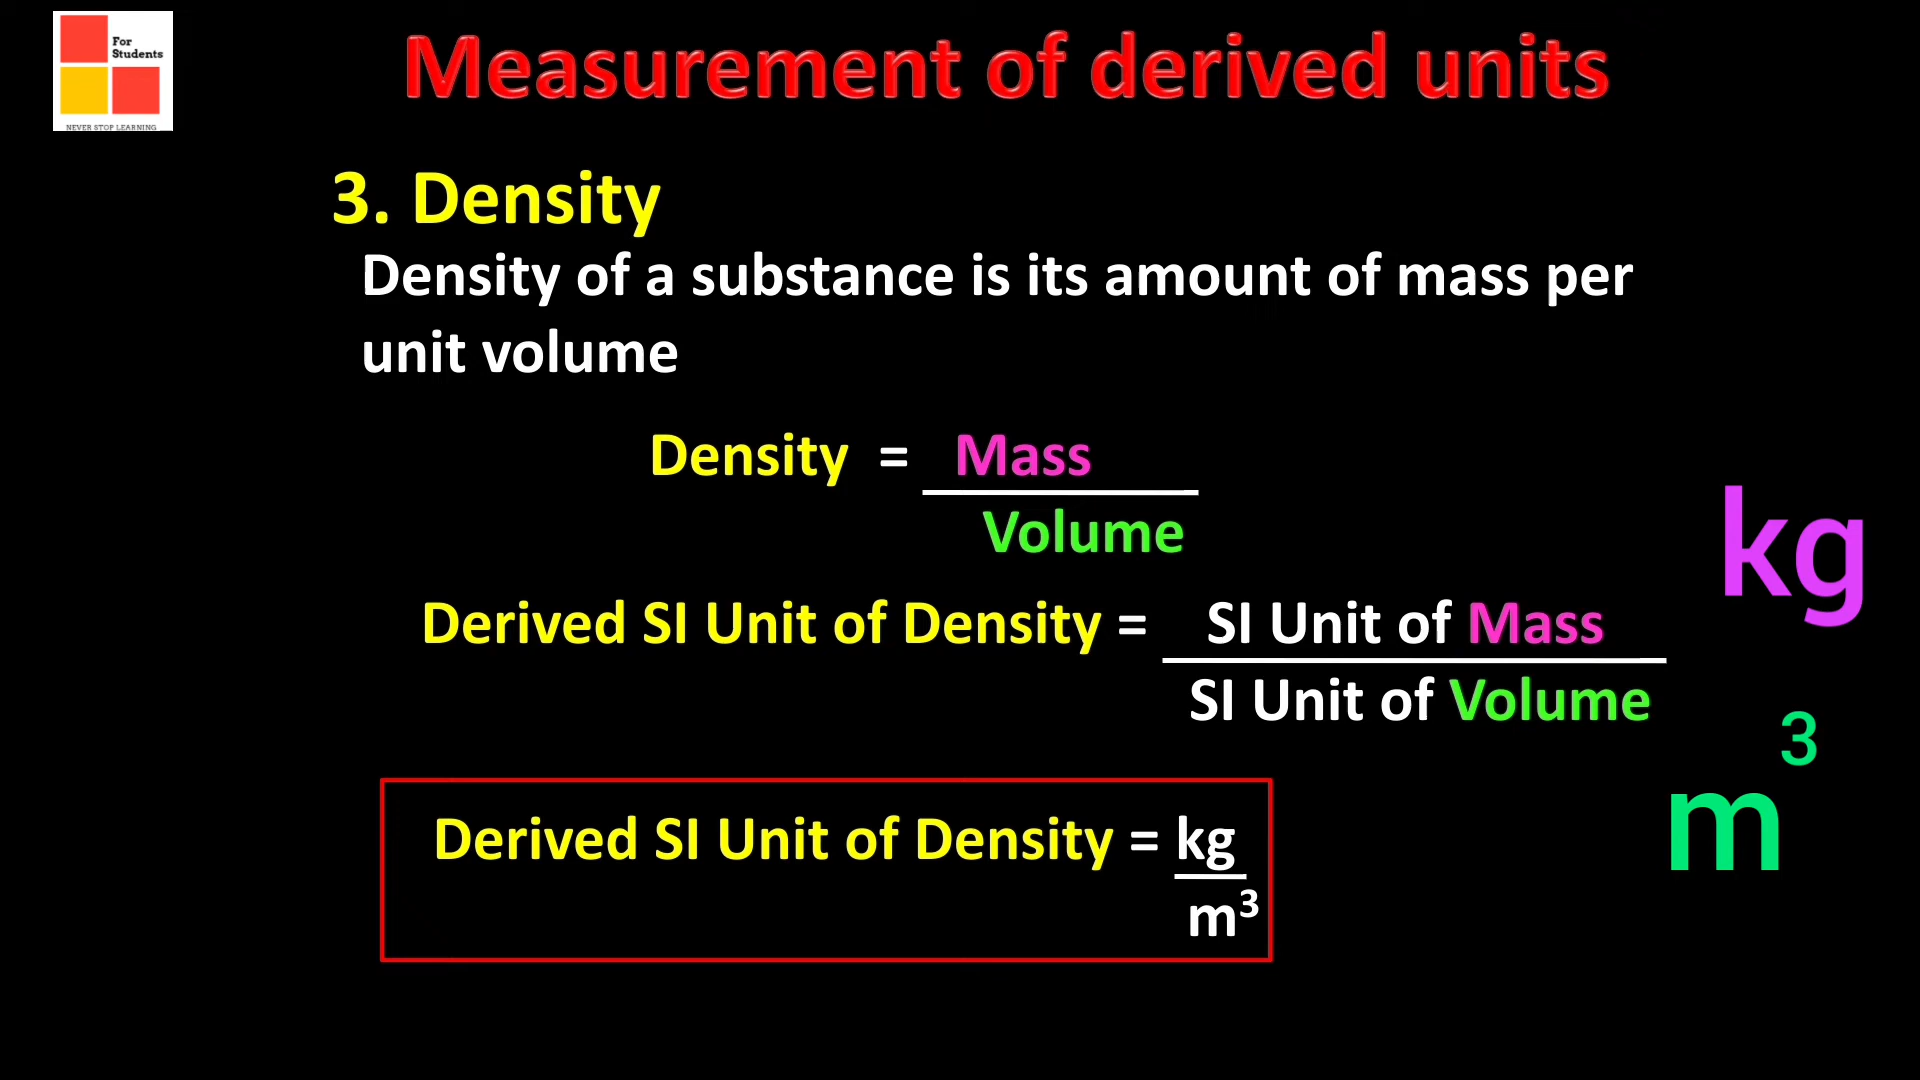 For
Students
NEVER STOP LEARNING
Measurement of derived units
3. Density
Density of a substance is its amount of mass per
unit volume
Density = Mass
Volume
kg
Derived SI Unit of Density = SI Unit of Mass
SI Unit of Volume
m³
Derived SI Unit of Density = kg
m³